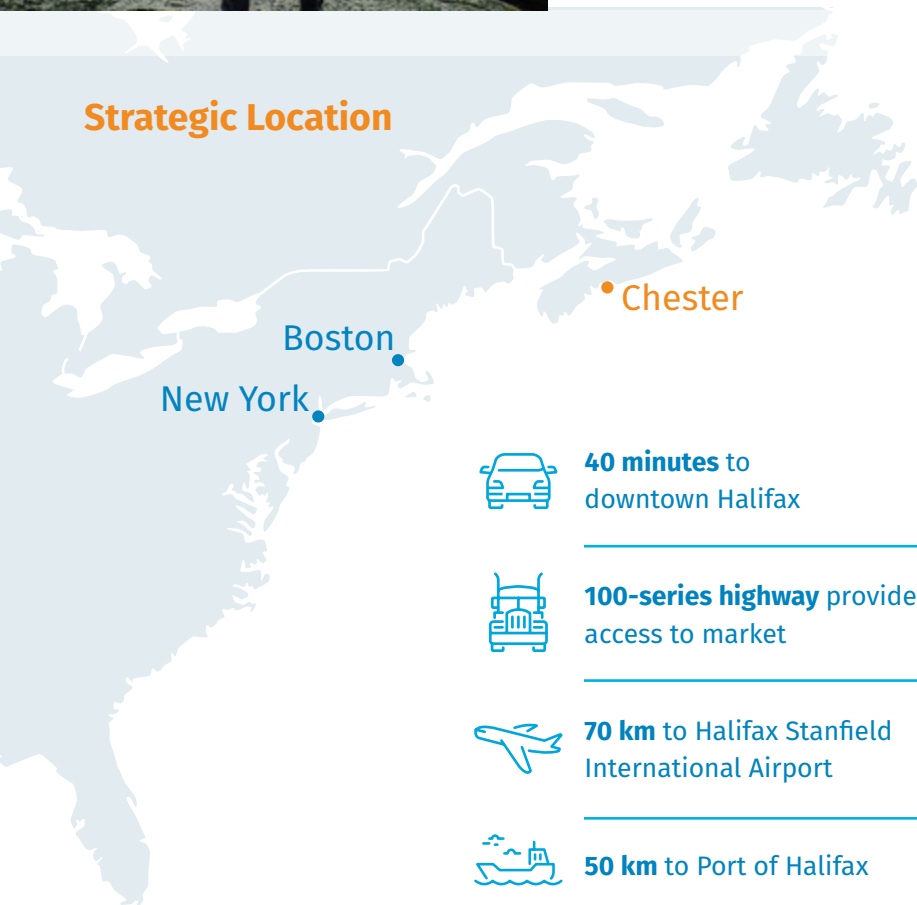 Strategic Location
Chester
Boston
New York
40 minutes to
downtown Halifax
100-series highway provide
access to market
70 km to Halifax Stanfield
International Airport
50 km to Port of Halifax